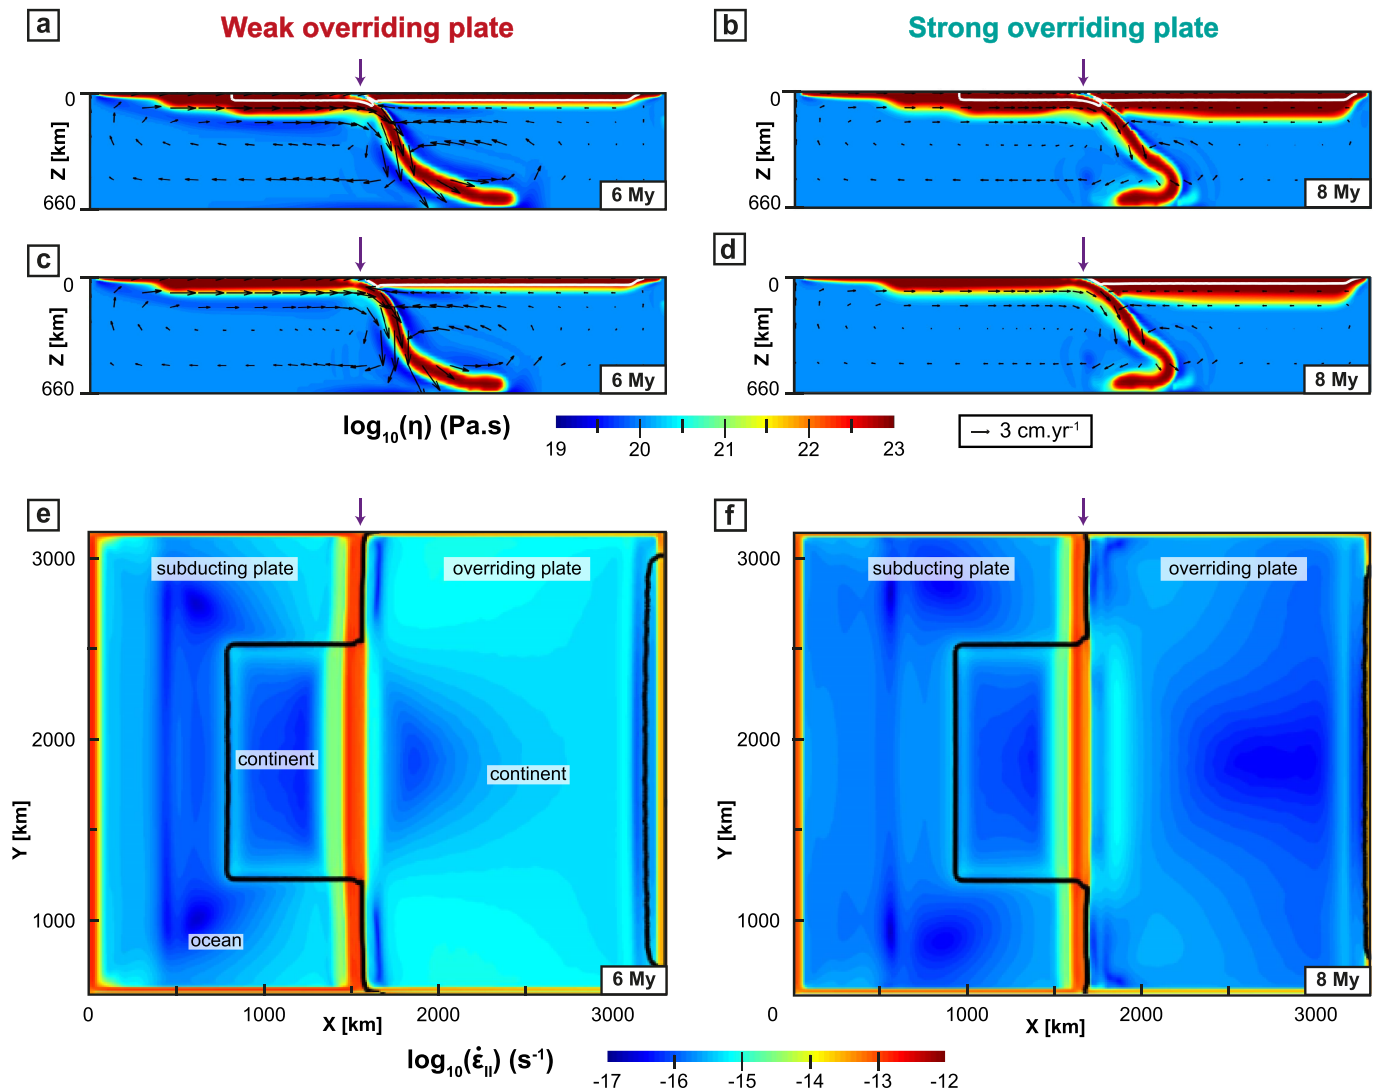 a
Weak overriding plate
b
Strong overriding plate
0
Z [km]
660
6 My
0
Z [km]
660
8 My
c
d
0
Z [km]
660
6 My
0
Z [km]
660
8 My
log10(η) (Pa.s)
19 20 21 22 23
3 cm.yr-1
e
f
3000
2000
1000
Y [km]
subducting plate
overriding plate
continent
continent
ocean
6 My
0 1000 2000 3000
X [km]
3000
2000
1000
Y [km]
subducting plate
overriding plate
8 My
0 1000 2000 3000
X [km]
log10(ε̇II) (s-1)
-17 -16 -15 -14 -13 -12